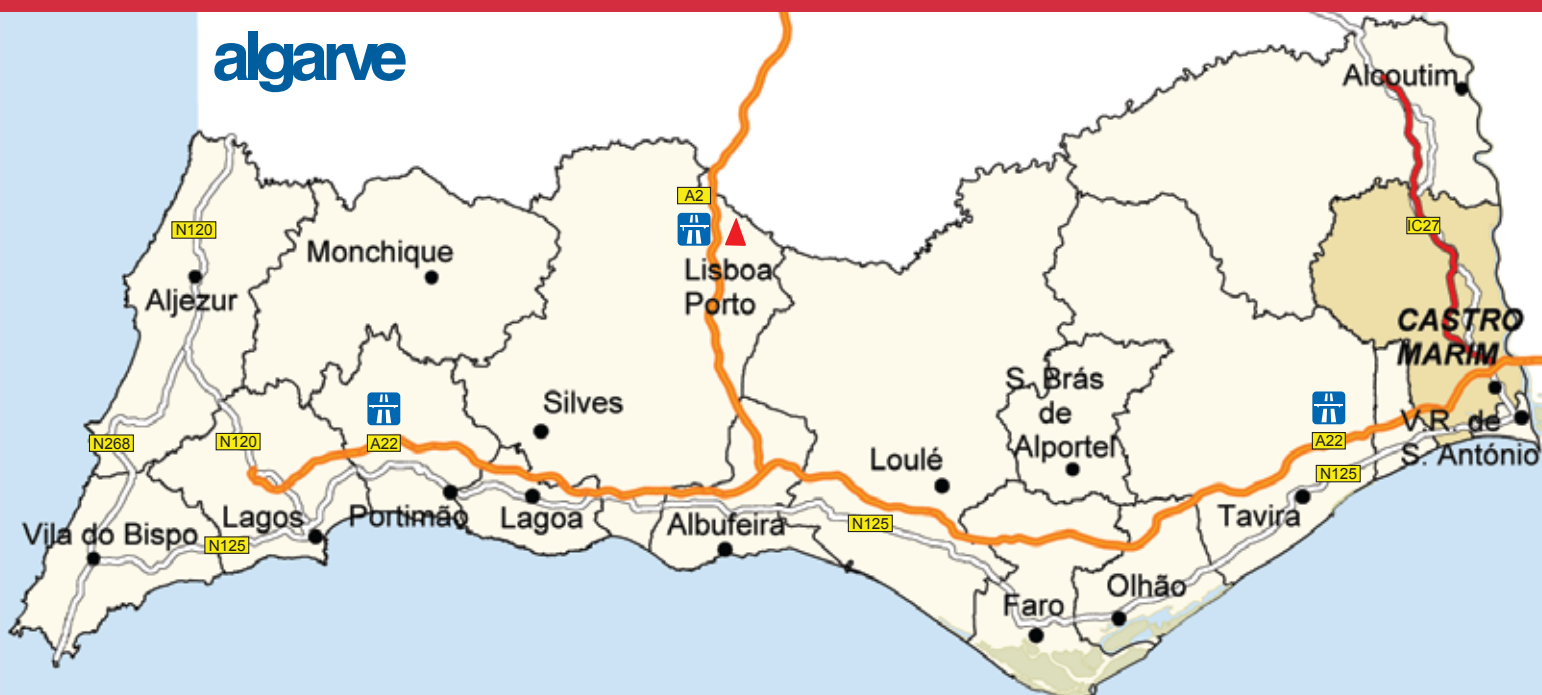 algarve
Alcoutim
A2
N120
IC27
Monchique
Lisboa
Porto
Aljezur
CASTRO
MARIM
S. Brás
de
Alportel
Silves
N268
N120
A22
A22
V.R. de
S. António
Loulé
N125
Vila do Bispo
Lagos
Portimão
Lagoa
Albufeira
N125
Tavira
N125
Olhão
Faro